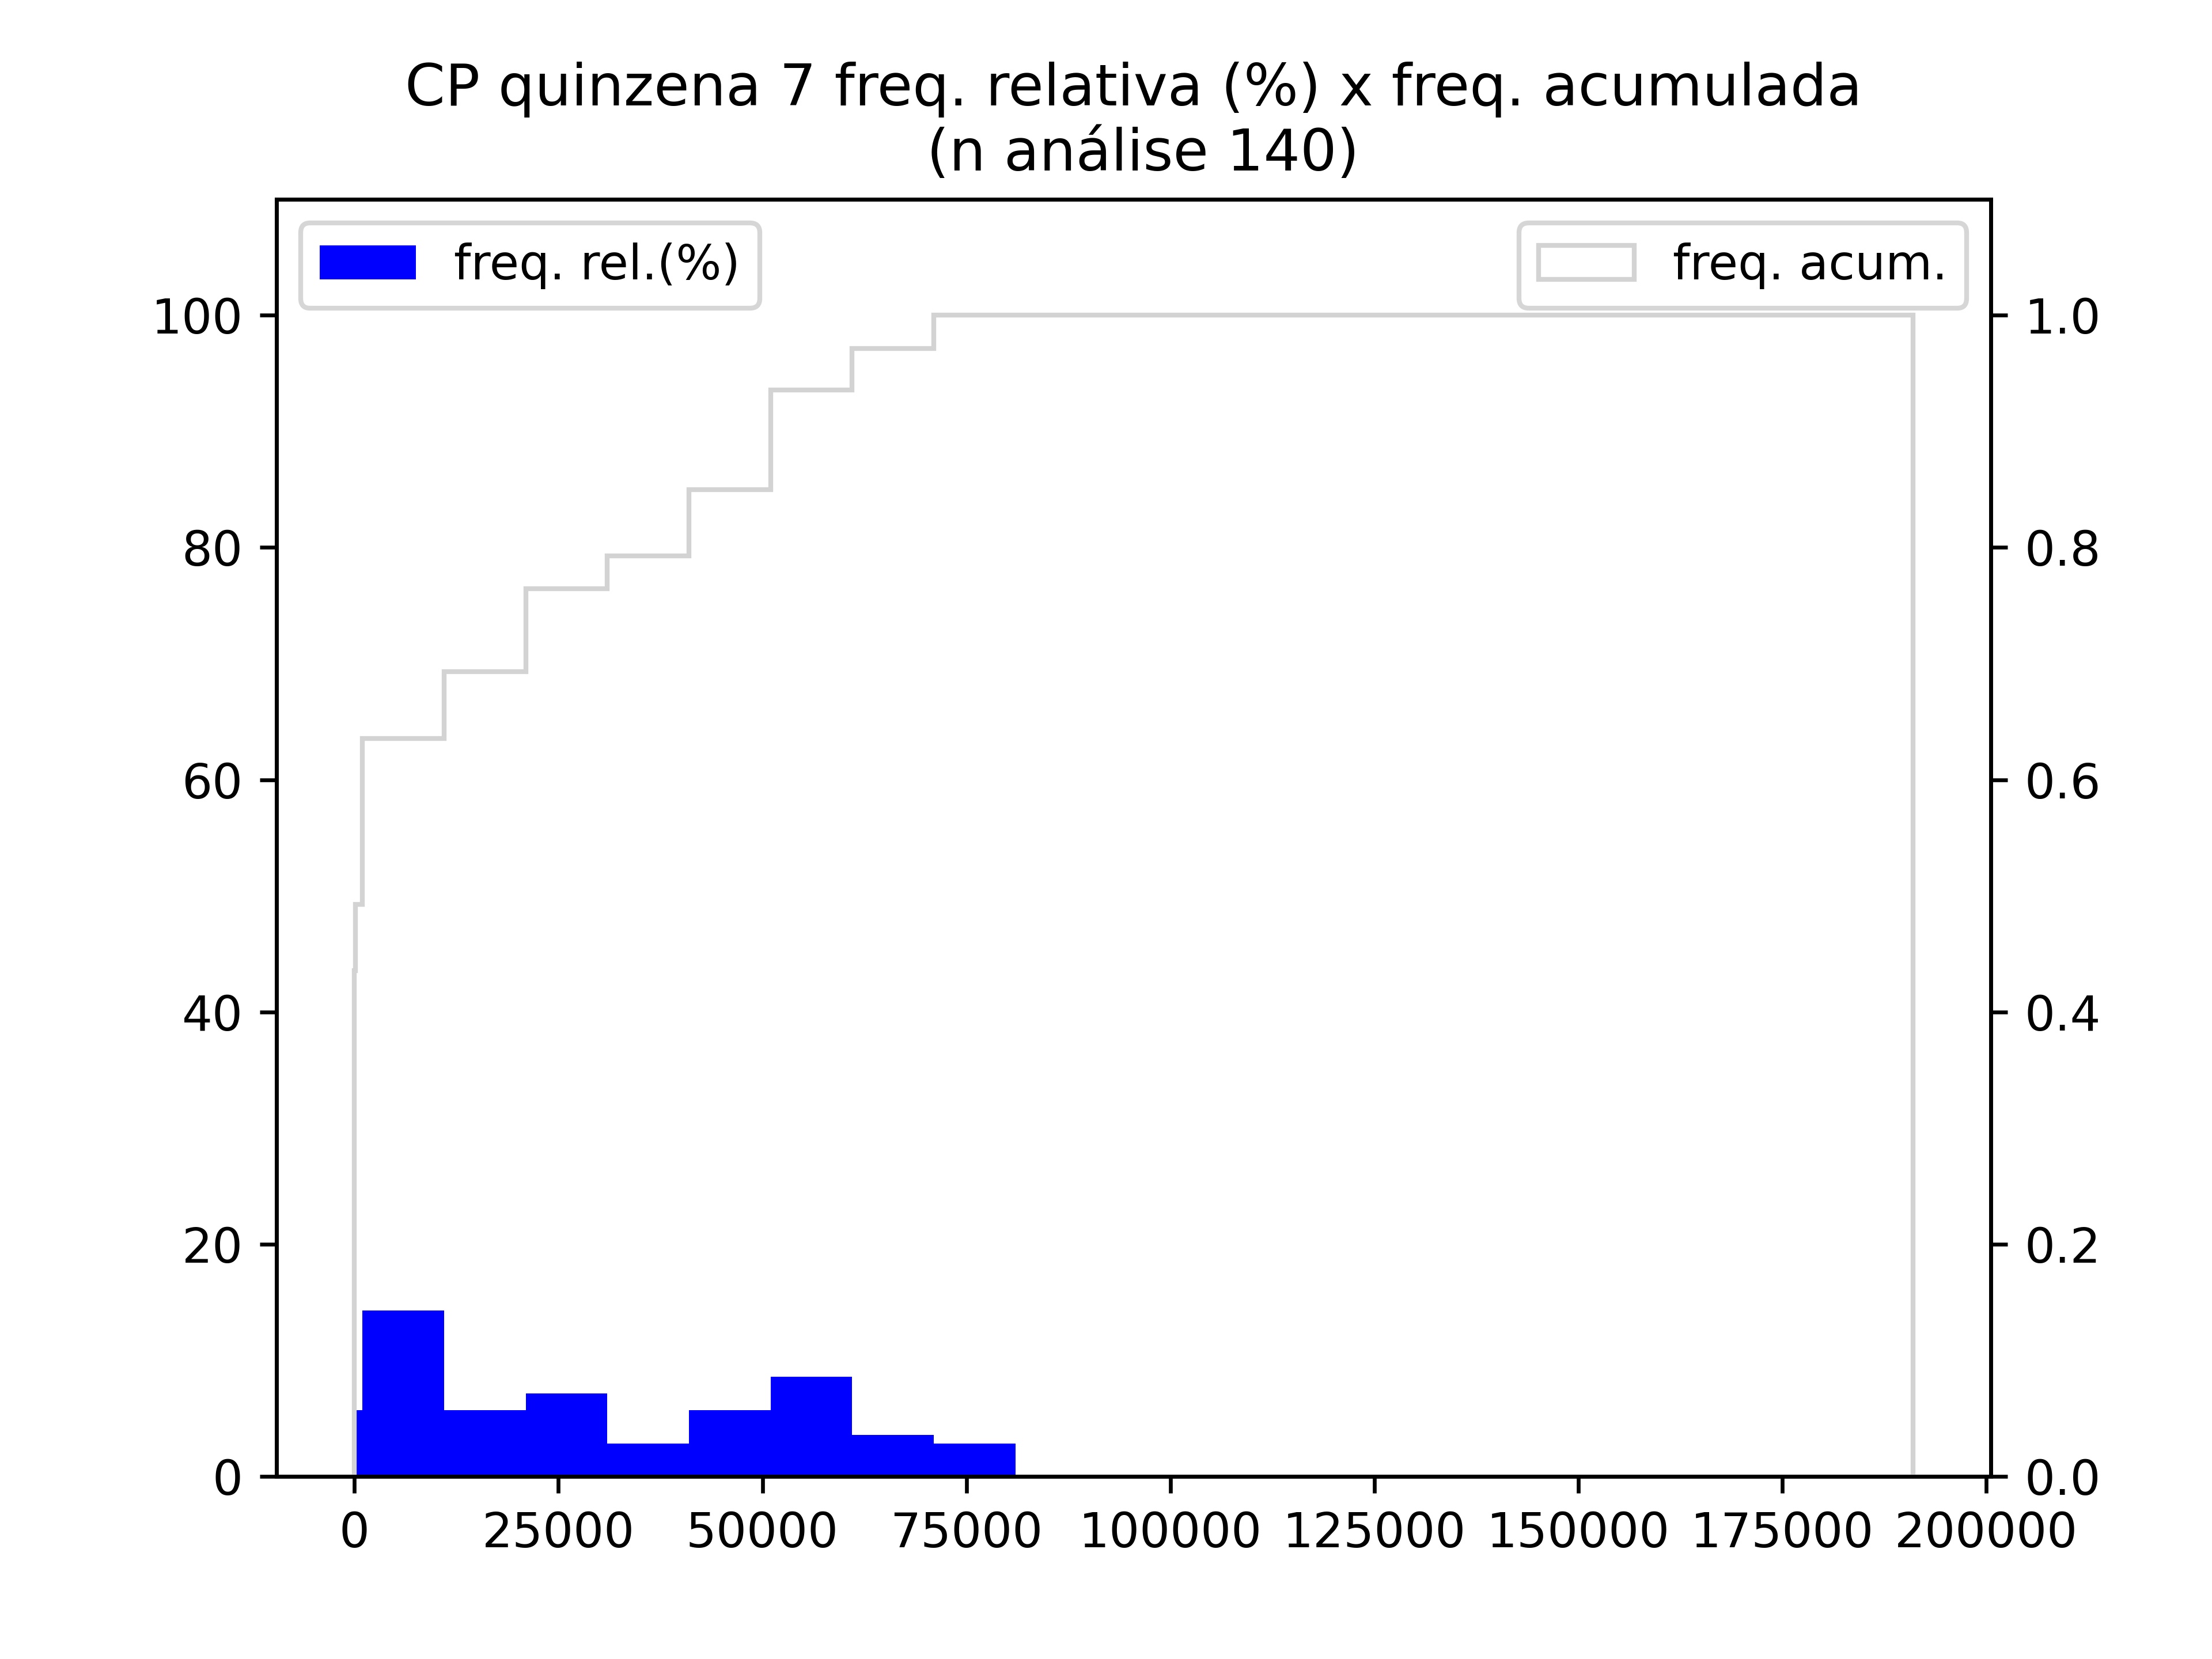 CP quinzena 7 freq. relativa (%) x freq. acumulada
(n análise 140)
freq. rel.(%)
freq. acum.
100
80
60
40
20
0
1.0
0.8
0.6
0.4
0.2
0.0
0 25000 50000 75000 100000 125000 150000 175000 200000